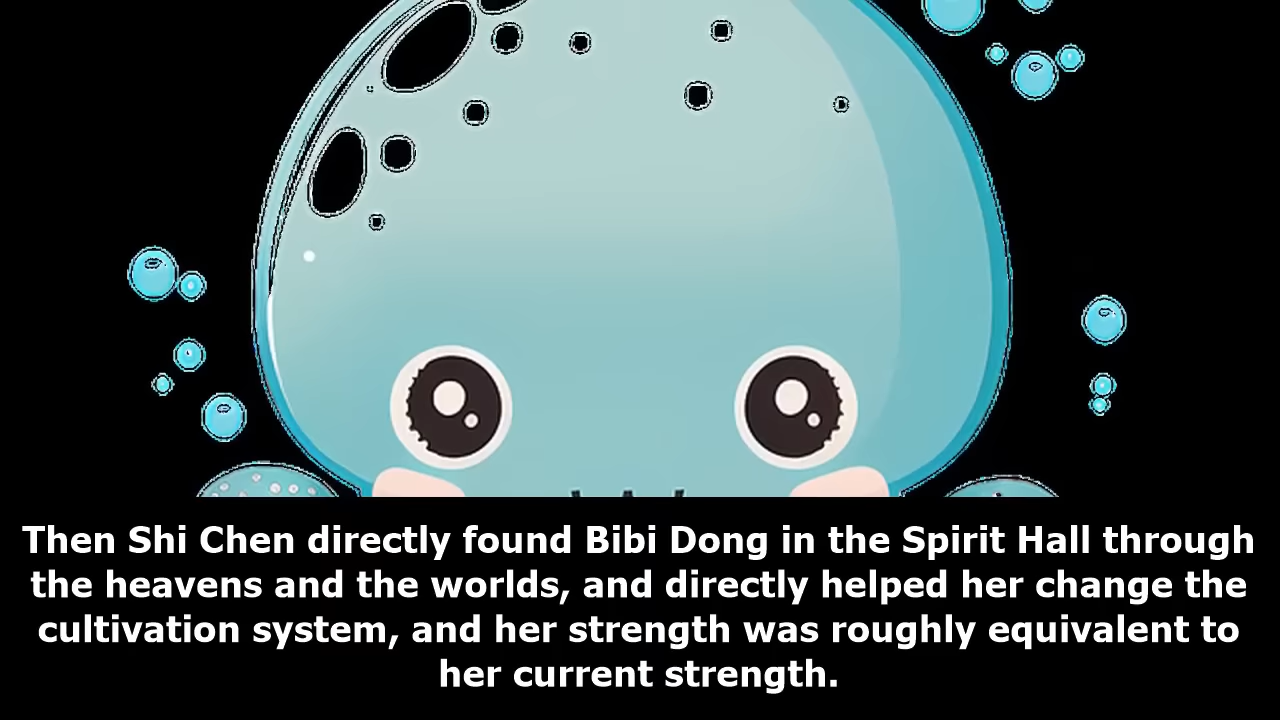 Then Shi Chen directly found Bibi Dong in the Spirit Hall through
the heavens and the worlds, and directly helped her change the
cultivation system, and her strength was roughly equivalent to
her current strength.